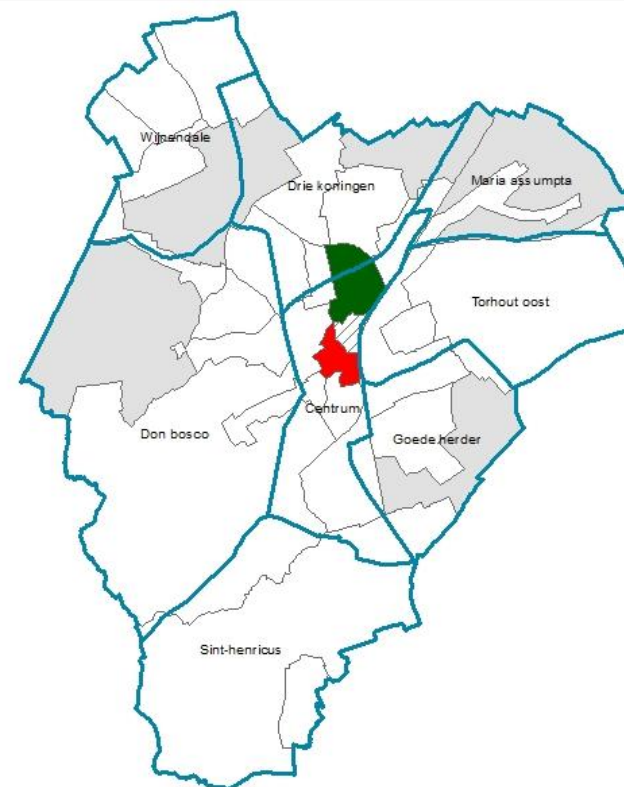 Wijnendale
Drie koningen
Maria assumpta
Torhout oost
Centrum
Don bosco
Goede herder
Sint-henricus